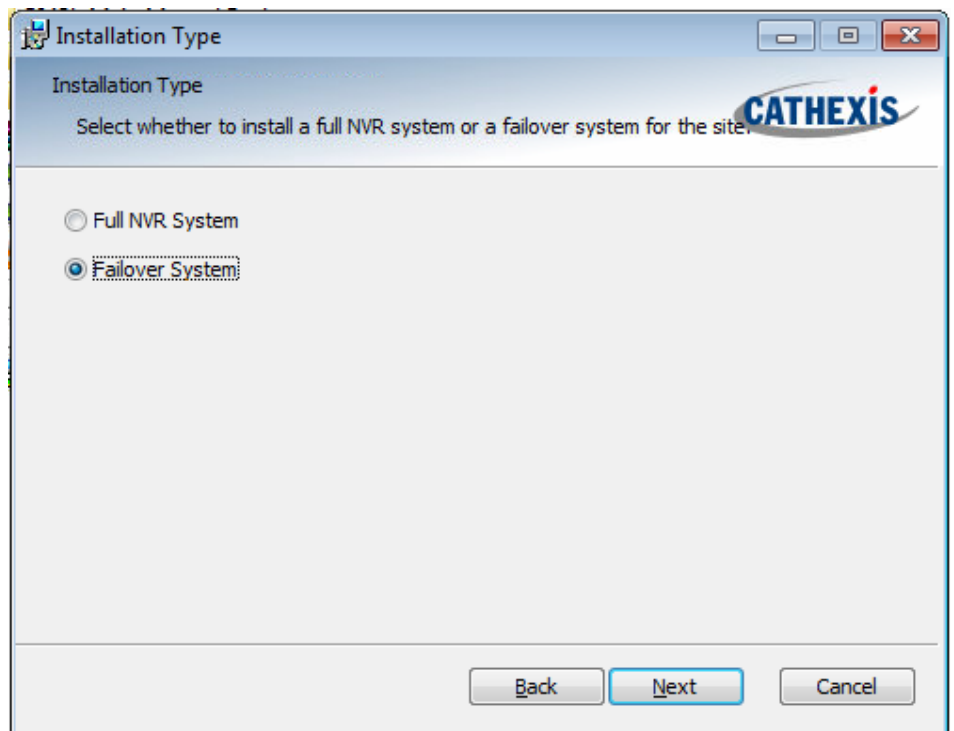 Installation Type
Installation Type
Select whether to install a full NVR system or a failover system for the site.
CATHEXIS
Full NVR System
Failover System
Back Next Cancel